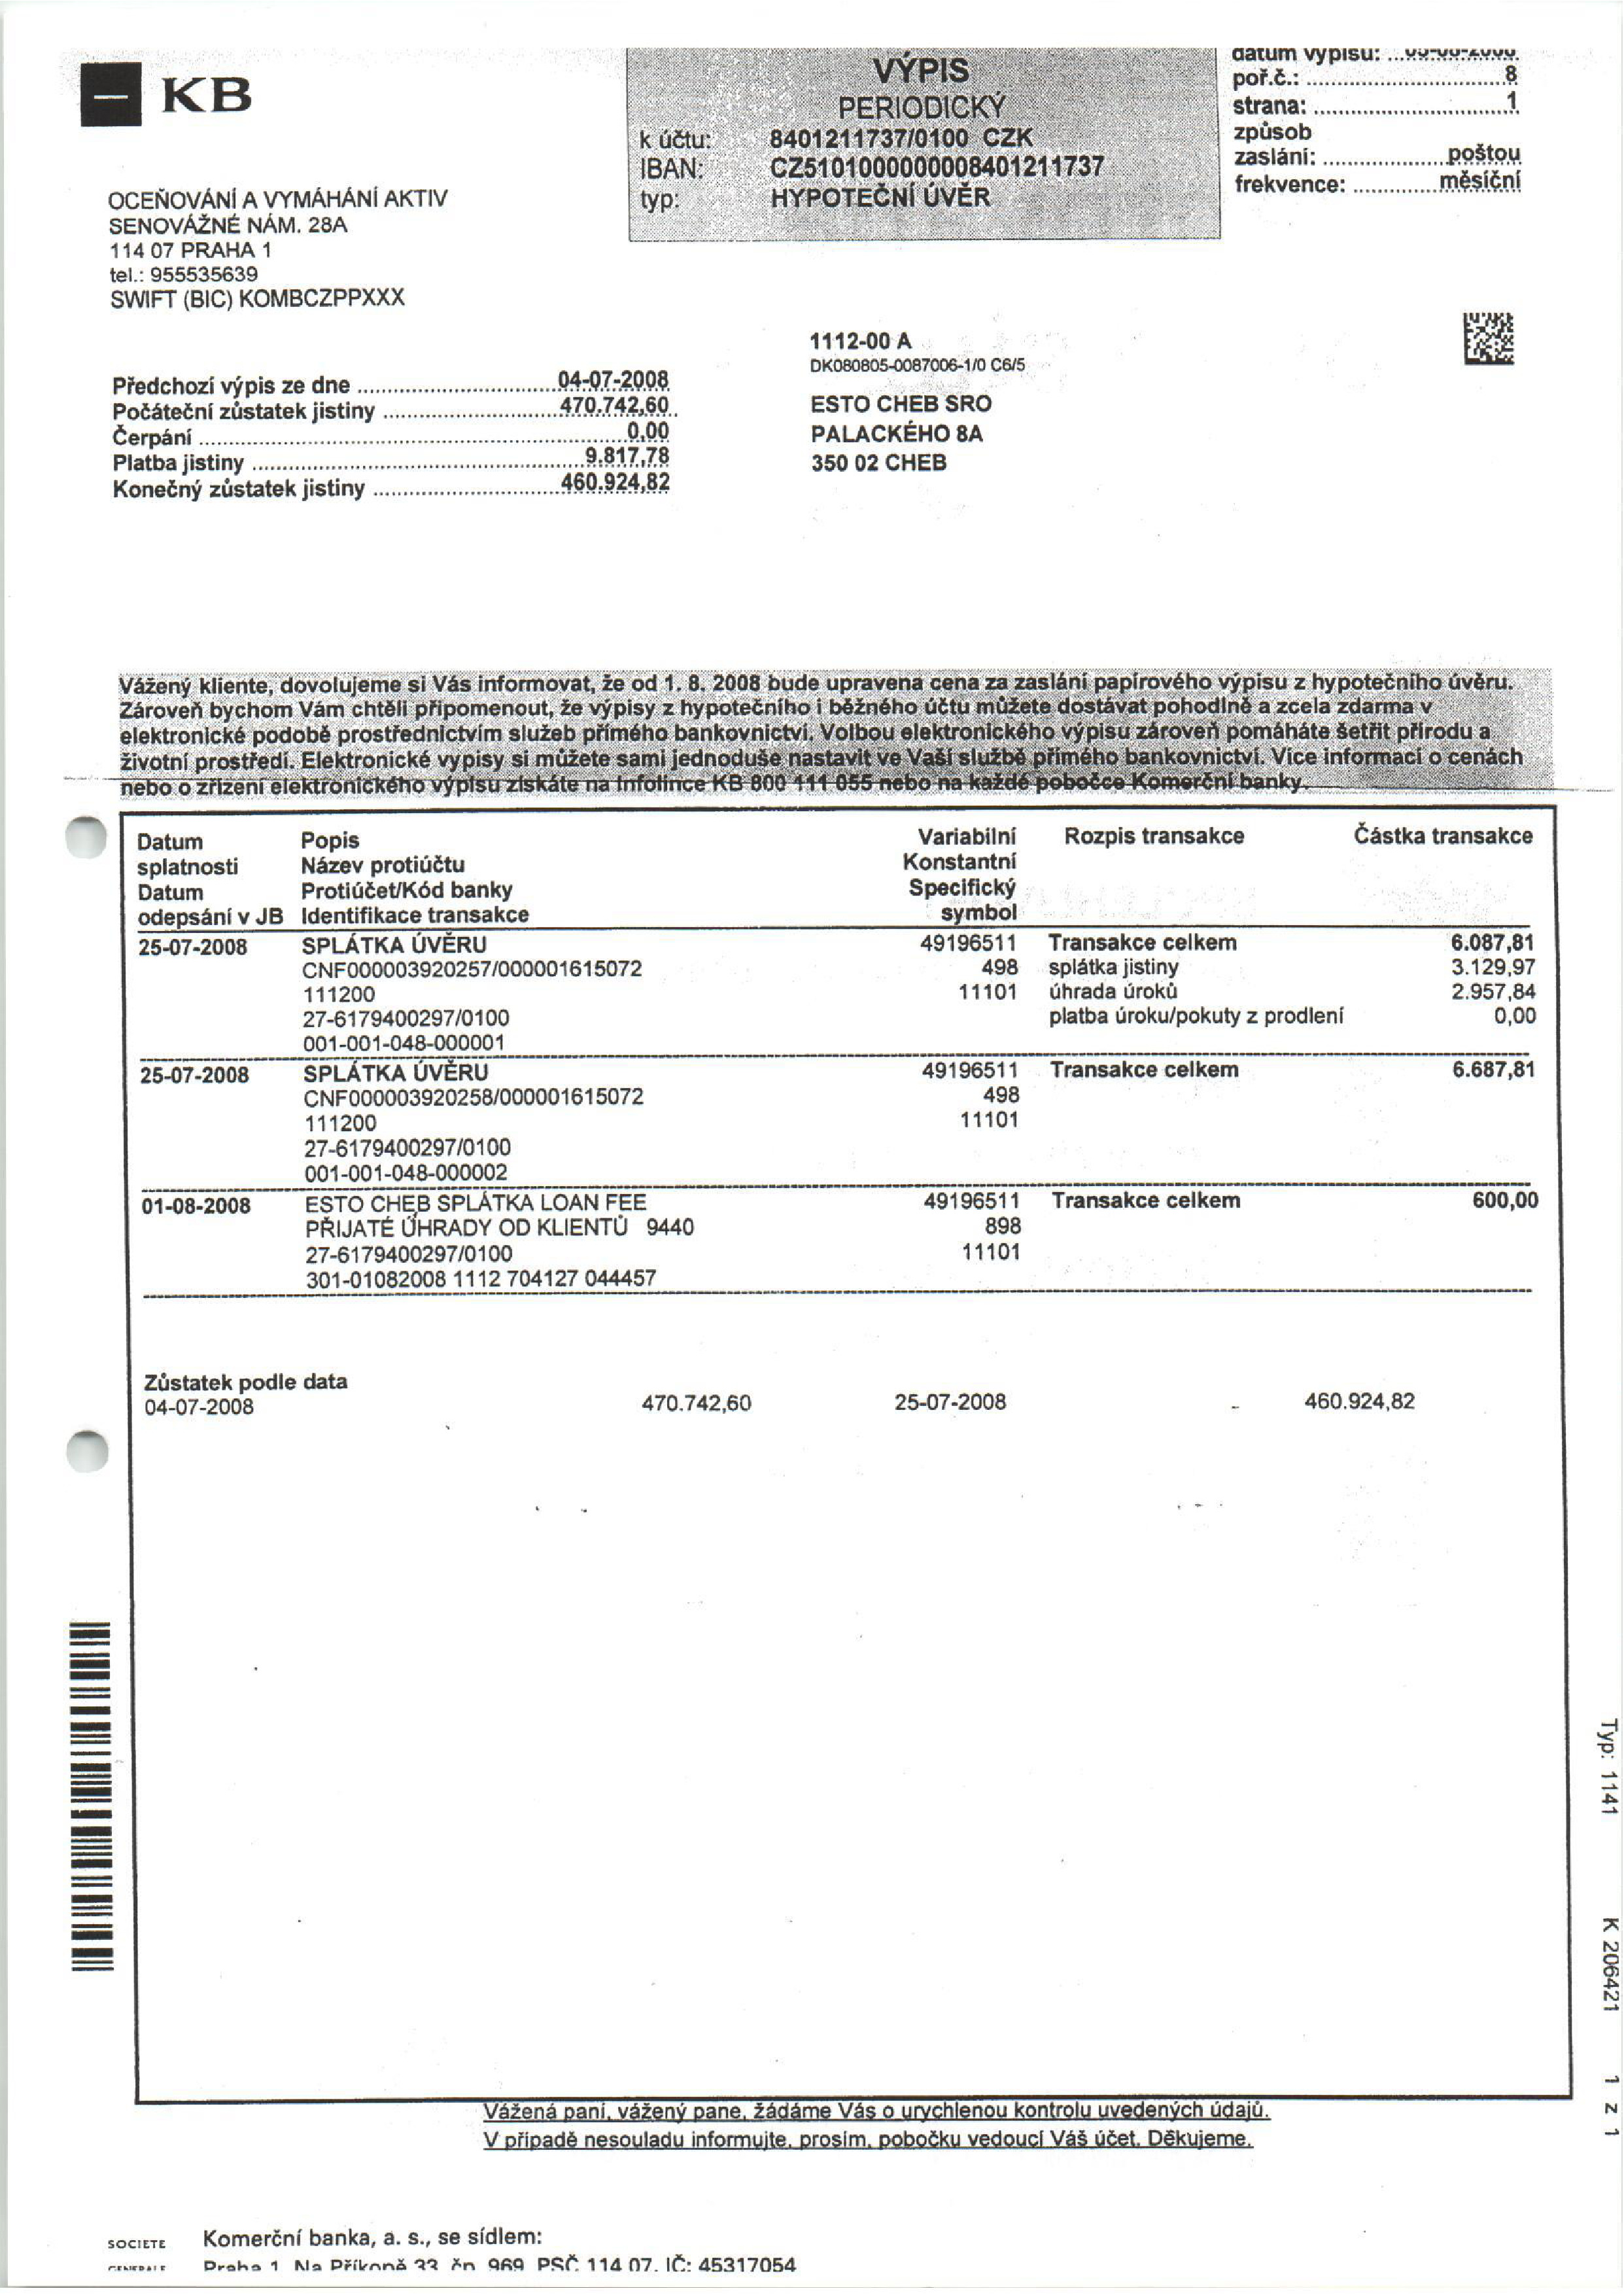 KB
VÝPIS
PERIODICKÝ
k účtu: 8401211737/0100 CZK
IBAN: CZ5101000000008401211737
typ: HYPOTEČNÍ ÚVĚR
datum výpisu:
poř.č.: 8
strana: 1
způsob
zaslání: poštou
frekvence: měsíční
OCEŇOVÁNÍ A VYMÁHÁNÍ AKTIV
SENOVÁŽNÉ NÁM. 28A
114 07 PRAHA 1
tel.: 955535639
SWIFT (BIC) KOMBCZPPXXX
1112-00 A
DK080805-0087006-1/0 C6/5
ESTO CHEB SRO
PALACKÉHO 8A
350 02 CHEB
Předchozí výpis ze dne 04-07-2008
Počáteční zůstatek jistiny 470.742,60
Čerpání 0,00
Platba jistiny 9.817,78
Konečný zůstatek jistiny 460.924,82
Vážený kliente, dovolujeme si Vás informovat, že od 1. 8. 2008 bude upravena cena za zaslání papírového výpisu z hypotečního úvěru.
Zároveň bychom Vám chtěli připomenout, že výpisy z hypotečního i běžného účtu můžete dostávat pohodlně a zcela zdarma v
elektronické podobě prostřednictvím služeb přímého bankovnictví. Volbou elektronického výpisu zároveň pomáháte šetřit přírodu a
životní prostředí. Elektronické výpisy si můžete sami jednoduše nastavit ve Vaší službě přímého bankovnictví. Více informací o cenách
nebo o zřízení elektronického výpisu získáte na Infolince KB 800 111 055 nebo na každé pobočce Komerční banky.
Datum Popis Variabilní Rozpis transakce Částka transakce
splatnosti Název protiúčtu Konstantní
Datum Protiúčet/Kód banky Specifický
odepsání v JB Identifikace transakce symbol
25-07-2008 SPLÁTKA ÚVĚRU 49196511 Transakce celkem 6.087,81
CNF000003920257/000001615072 498 splátka jistiny 3.129,97
111200 11101 úhrada úroků 2.957,84
27-6179400297/0100 platba úroku/pokuty z prodlení 0,00
001-001-048-000001
25-07-2008 SPLÁTKA ÚVĚRU 49196511 Transakce celkem 6.687,81
CNF000003920258/000001615072 498
111200 11101
27-6179400297/0100
001-001-048-000002
01-08-2008 ESTO CHEB SPLÁTKA LOAN FEE 49196511 Transakce celkem 600,00
PŘIJATÉ ÚHRADY OD KLIENTŮ 9440 898
27-6179400297/0100 11101
301-01082008 1112 704127 044457
Zůstatek podle data
04-07-2008 470.742,60 25-07-2008 460.924,82
Typ: 1141 K 206421 1 z 1
Vážená paní, vážený pane, žádáme Vás o urychlenou kontrolu uvedených údajů.
V případě nesouladu informujte, prosím, pobočku vedoucí Váš účet. Děkujeme.
SOCIETE Komerční banka, a. s., se sídlem:
GENERALE Praha 1, Na Příkopě 33, čp. 969, PSČ 114 07, IČ: 45317054